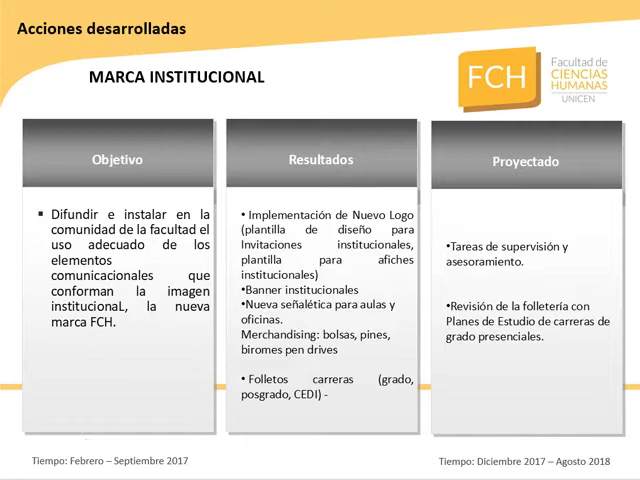 Acciones desarrolladas
MARCA INSTITUCIONAL
FCH
Facultad de
CIENCIAS
HUMANAS
UNICEN
Objetivo
▪ Difundir e instalar en la
comunidad de la facultad el
uso adecuado de los
elementos
comunicacionales que
conforman la imagen
institucionaL, la nueva
marca FCH.
Resultados
• Implementación de Nuevo Logo
(plantilla de diseño para
Invitaciones institucionales,
plantilla para afiches
institucionales)
•Banner institucionales
•Nueva señalética para aulas y
oficinas.
Merchandising: bolsas, pines,
biromes pen drives
• Folletos carreras (grado,
posgrado, CEDI) -
Proyectado
•Tareas de supervisión y
asesoramiento.
•Revisión de la folletería con
Planes de Estudio de carreras de
grado presenciales.
Tiempo: Febrero – Septiembre 2017
Tiempo: Diciembre 2017 – Agosto 2018